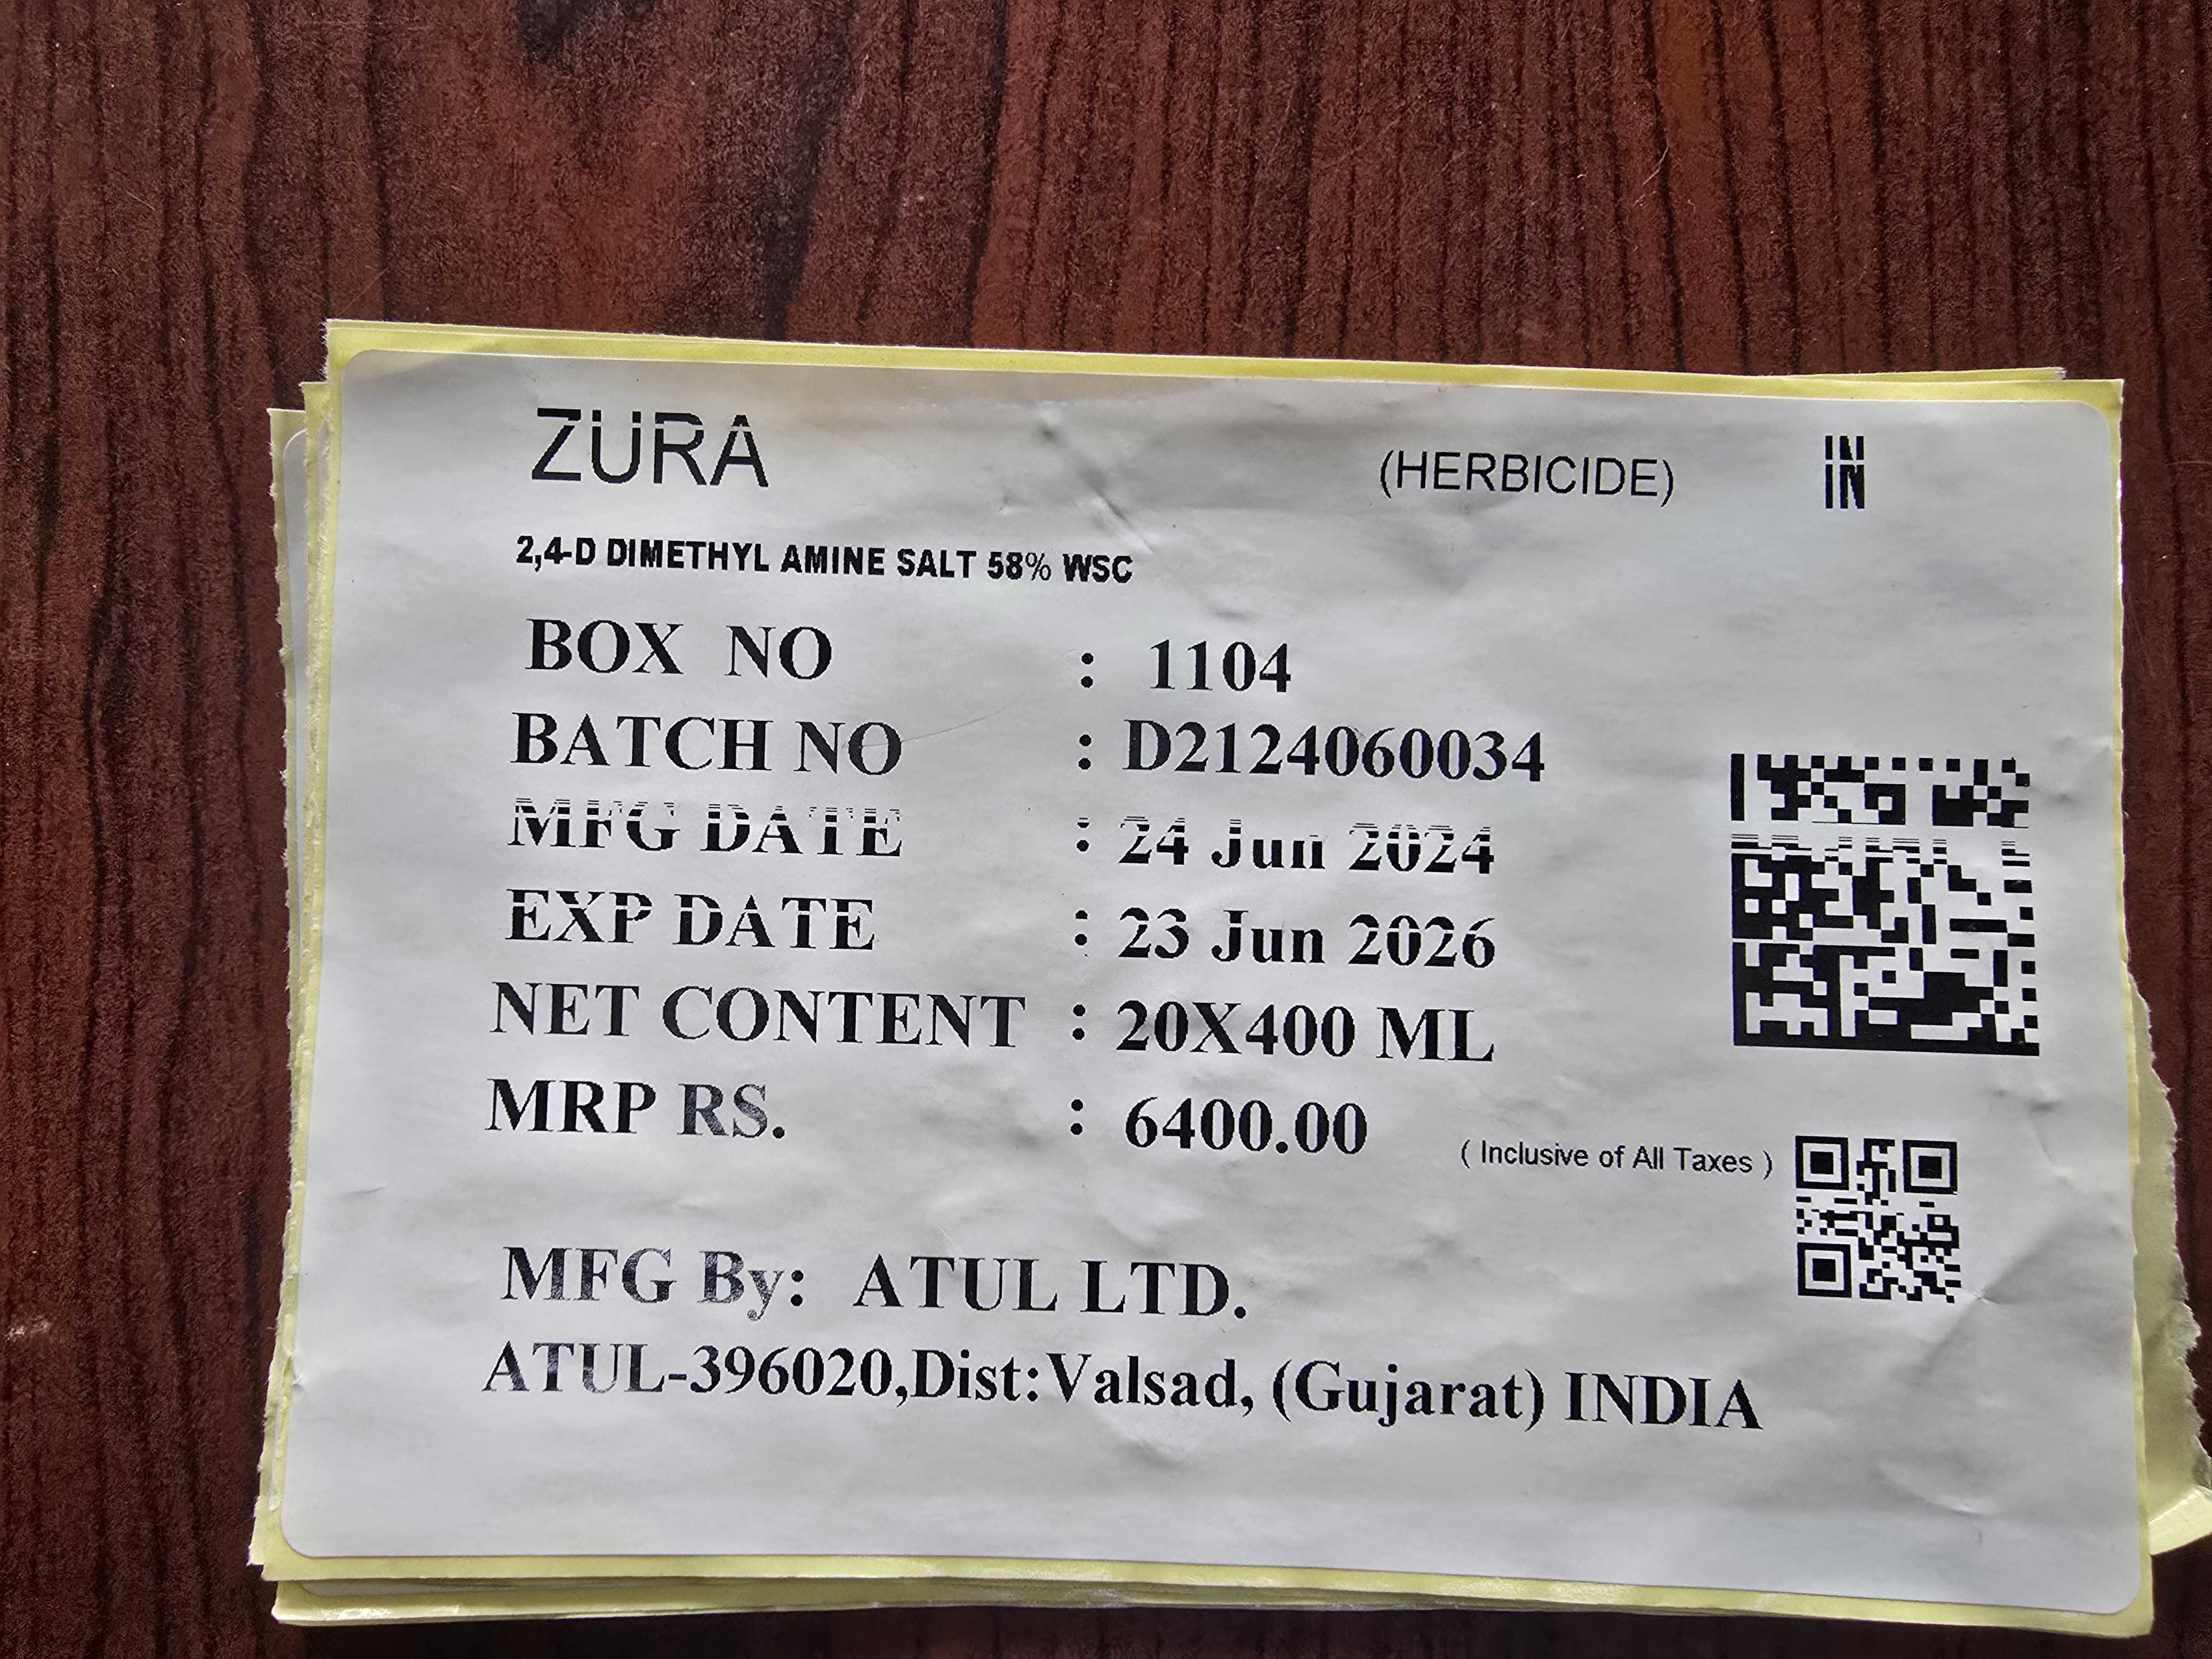 ZURA (HERBICIDE) IN
2,4-D DIMETHYL AMINE SALT 58% WSC
BOX NO : 1104
BATCH NO : D2124060034
MFG DATE : 24 Jun 2024
EXP DATE : 23 Jun 2026
NET CONTENT : 20X400 ML
MRP RS. : 6400.00 ( Inclusive of All Taxes )
MFG By: ATUL LTD.
ATUL-396020,Dist:Valsad, (Gujarat) INDIA